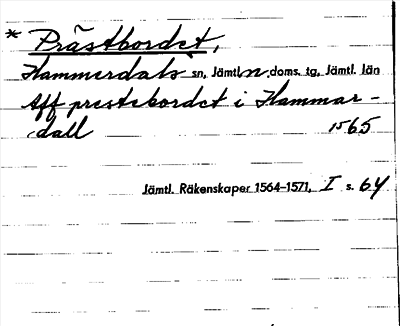 * Prästbordet,
Hammerdals sn, Jämtl. n. doms. tg, Jämtl. län
Aff prestebordet i Hammar-
dall 1565
Jämtl. Räkenskaper 1564-1571, I s. 64